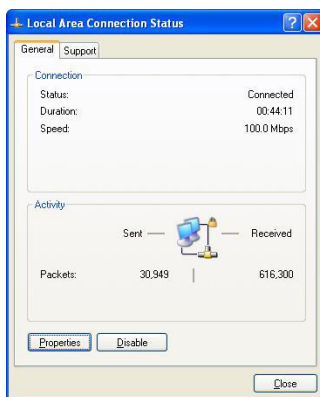 Local Area Connection Status
General Support
Connection
Status: Connected
Duration: 00:44:11
Speed: 100.0 Mbps
Activity
Sent Received
Packets: 30,949 616,300
Properties Disable
Close